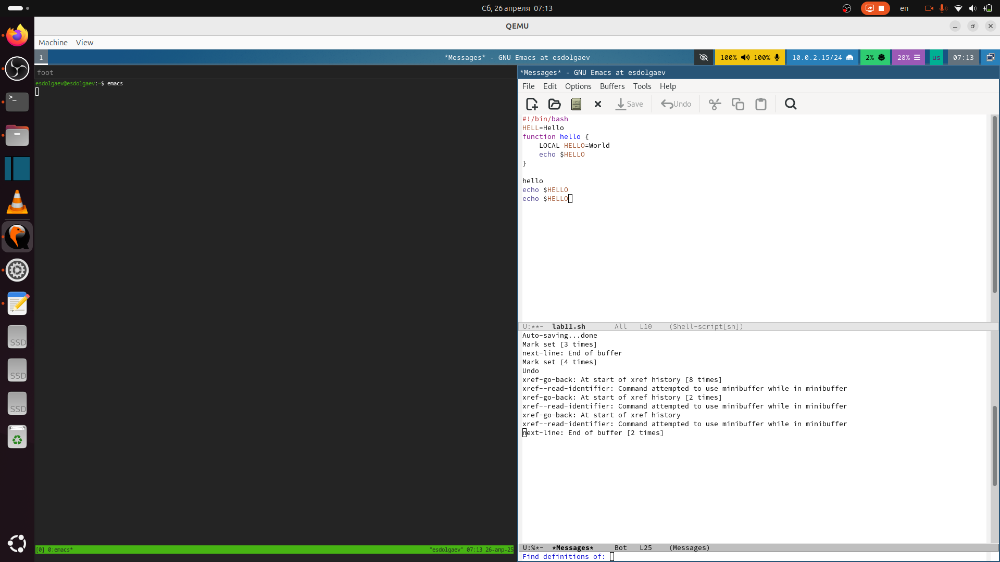 Сб, 26 апреля 07:13
en
QEMU
Machine View
1
*Messages* - GNU Emacs at esdolgaev
100% 100%
10.0.2.15/24
2%
28%
us
07:13
foot
esdolgaev@esdolgaev:~$ emacs
[0] 0:emacs*
"esdolgaev" 07:13 26-апр-25
*Messages* - GNU Emacs at esdolgaev
File Edit Options Buffers Tools Help
Save
Undo
#!/bin/bash
HELL=Hello
function hello {
    LOCAL HELLO=World
    echo $HELLO
}
hello
echo $HELLO
echo $HELLO
U:**-  lab11.sh       All   L10    (Shell-script[sh])
Auto-saving...done
Mark set [3 times]
next-line: End of buffer
Mark set [4 times]
Undo
xref-go-back: At start of xref history [8 times]
xref--read-identifier: Command attempted to use minibuffer while in minibuffer
xref-go-back: At start of xref history [2 times]
xref--read-identifier: Command attempted to use minibuffer while in minibuffer
xref-go-back: At start of xref history
xref--read-identifier: Command attempted to use minibuffer while in minibuffer
next-line: End of buffer [2 times]
U:%*-  *Messages*     Bot   L25    (Messages)
Find definitions of:
>_
SSD
SSD
SSD